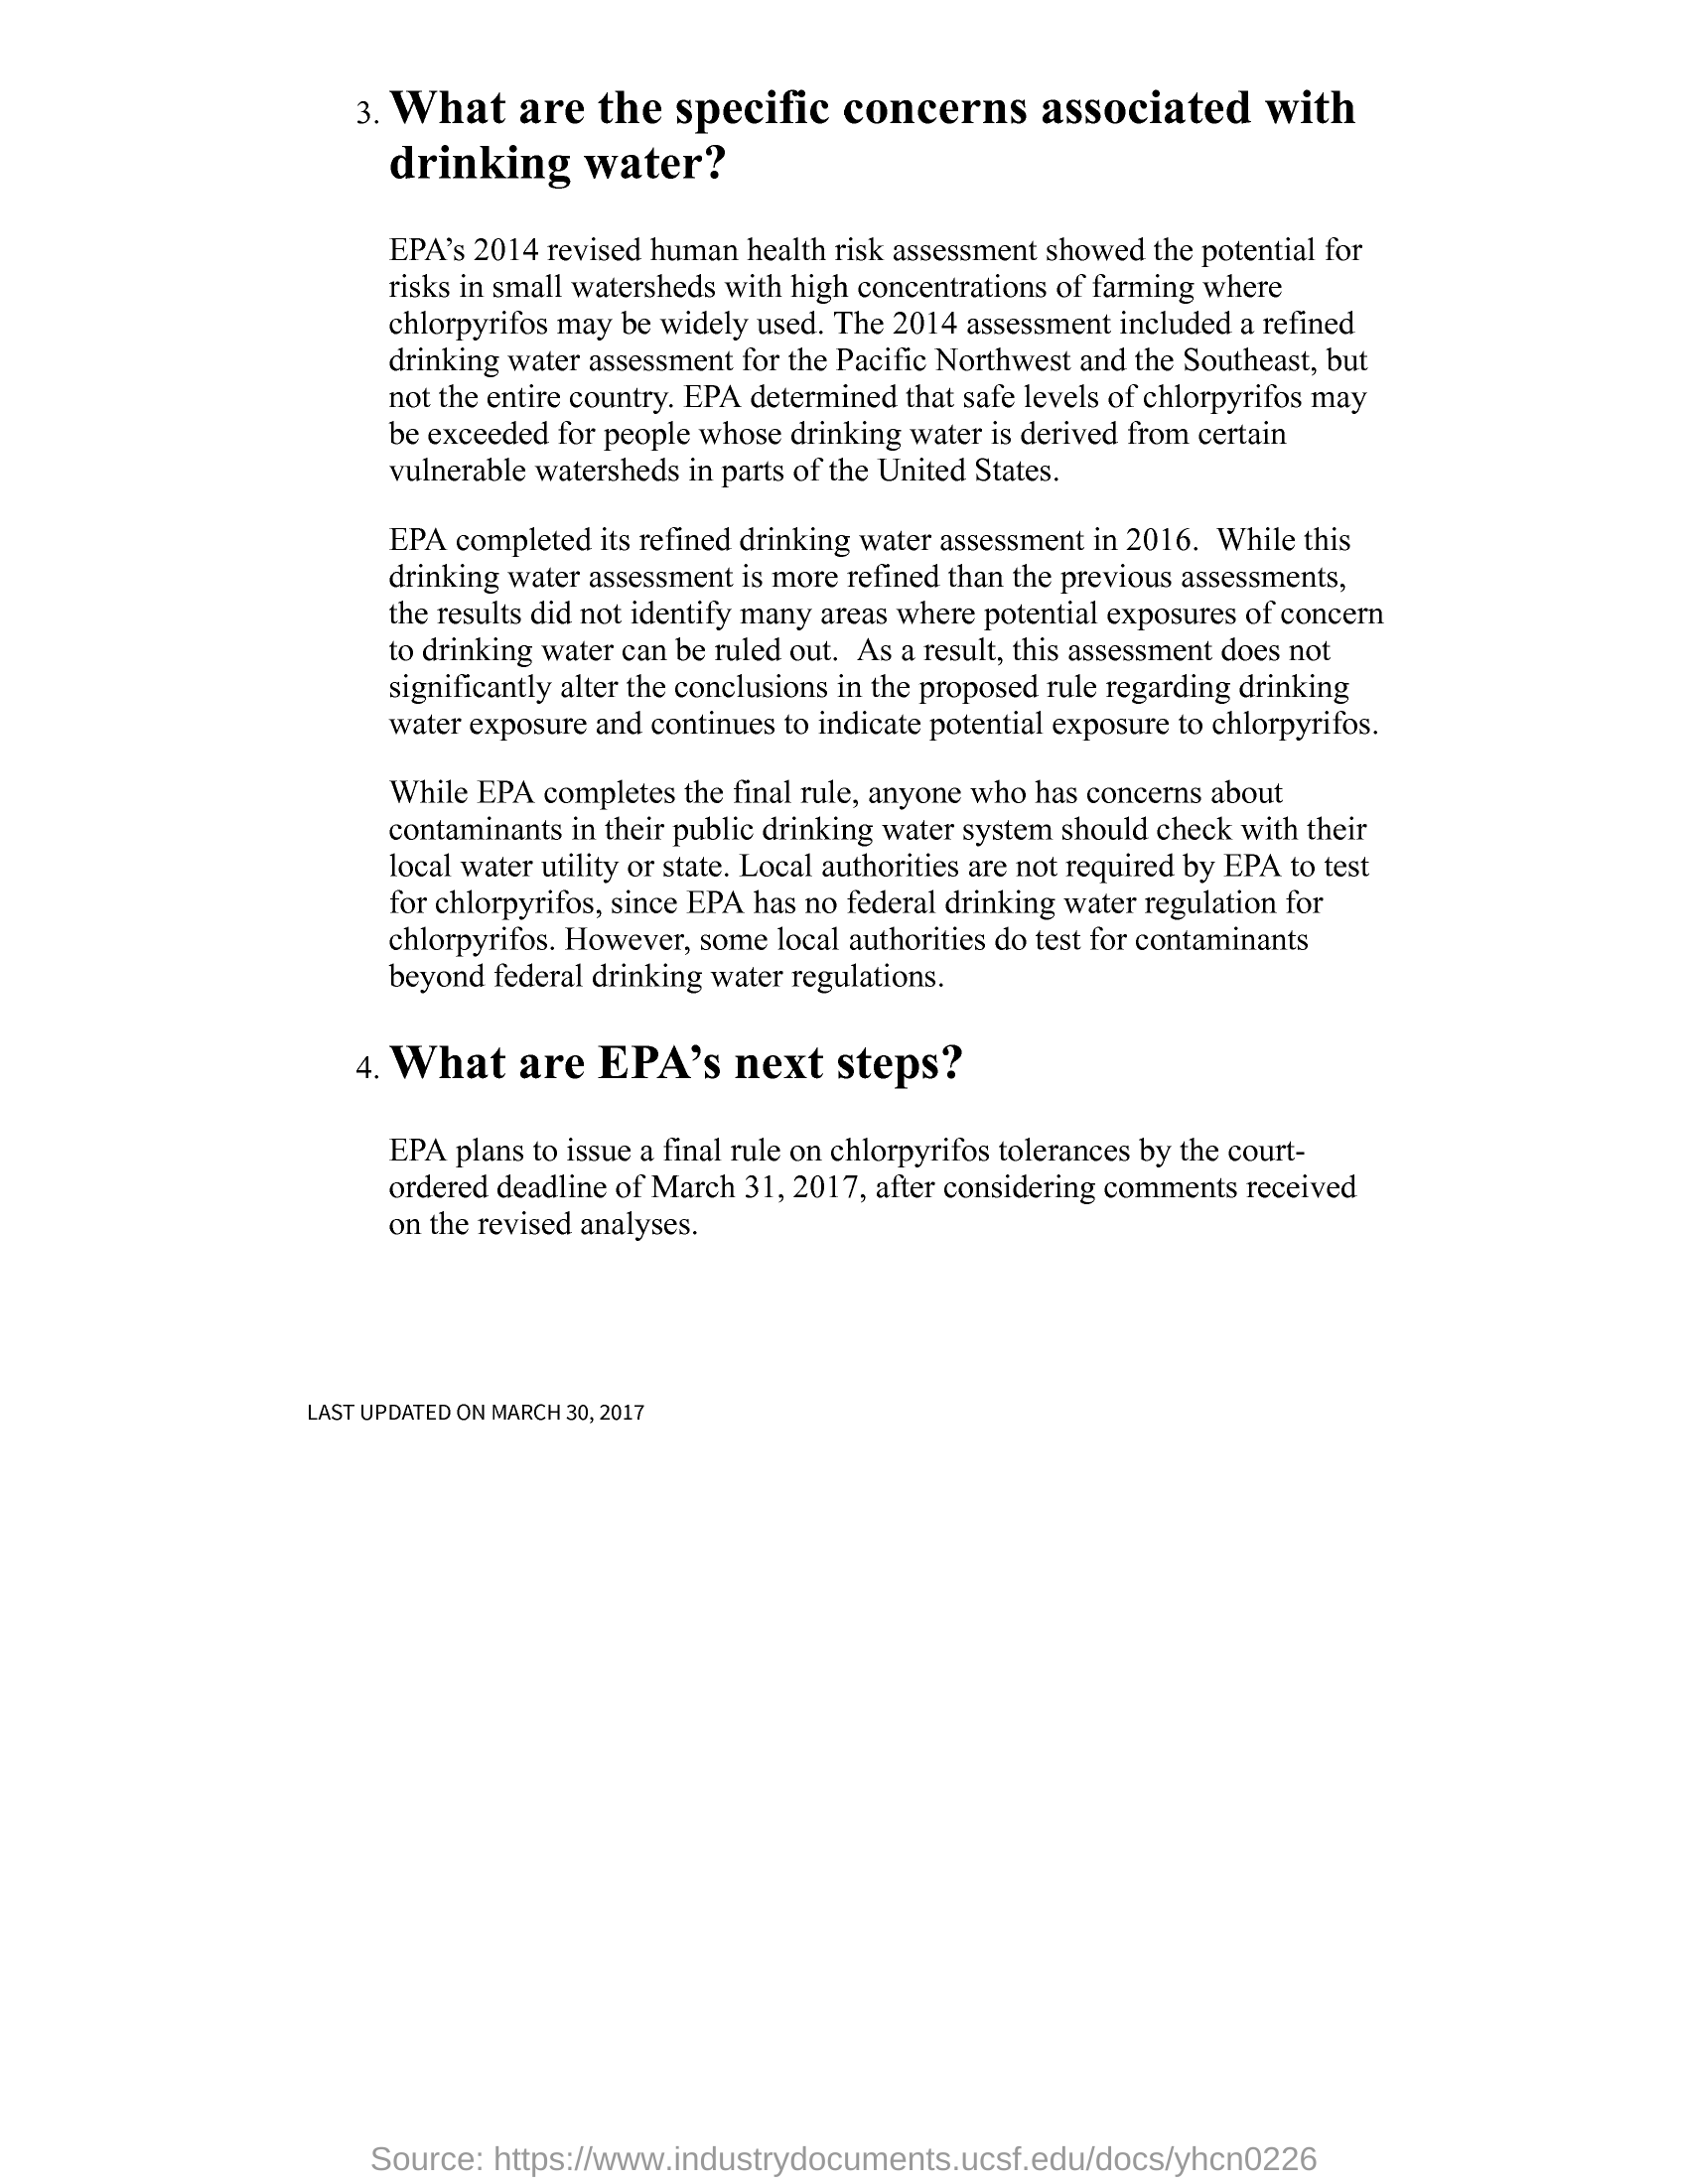 3. What are the specific concerns associated with
drinking water?
EPA’s 2014 revised human health risk assessment showed the potential for
risks in small watersheds with high concentrations of farming where
chlorpyrifos may be widely used. The 2014 assessment included a refined
drinking water assessment for the Pacific Northwest and the Southeast, but
not the entire country. EPA determined that safe levels of chlorpyrifos may
be exceeded for people whose drinking water is derived from certain
vulnerable watersheds in parts of the United States.
EPA completed its refined drinking water assessment in 2016.  While this
drinking water assessment is more refined than the previous assessments,
the results did not identify many areas where potential exposures of concern
to drinking water can be ruled out.  As a result, this assessment does not
significantly alter the conclusions in the proposed rule regarding drinking
water exposure and continues to indicate potential exposure to chlorpyrifos.
While EPA completes the final rule, anyone who has concerns about
contaminants in their public drinking water system should check with their
local water utility or state. Local authorities are not required by EPA to test
for chlorpyrifos, since EPA has no federal drinking water regulation for
chlorpyrifos. However, some local authorities do test for contaminants
beyond federal drinking water regulations.
4. What are EPA’s next steps?
EPA plans to issue a final rule on chlorpyrifos tolerances by the court-
ordered deadline of March 31, 2017, after considering comments received
on the revised analyses.
LAST UPDATED ON MARCH 30, 2017
Source: https://www.industrydocuments.ucsf.edu/docs/yhcn0226